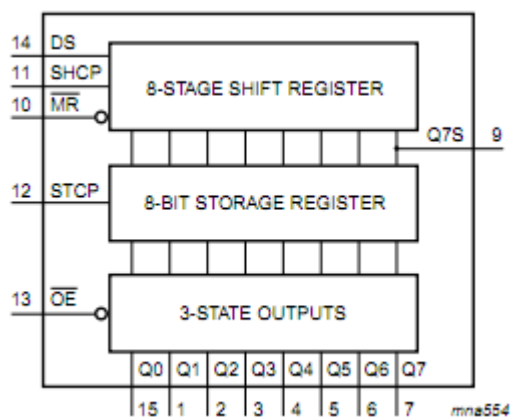 14 DS
11 SHCP
8-STAGE SHIFT REGISTER
10 M̅R̅
Q7S 9
12 STCP
8-BIT STORAGE REGISTER
13 O̅E̅
3-STATE OUTPUTS
Q0 Q1 Q2 Q3 Q4 Q5 Q6 Q7
15 1 2 3 4 5 6 7 mna554